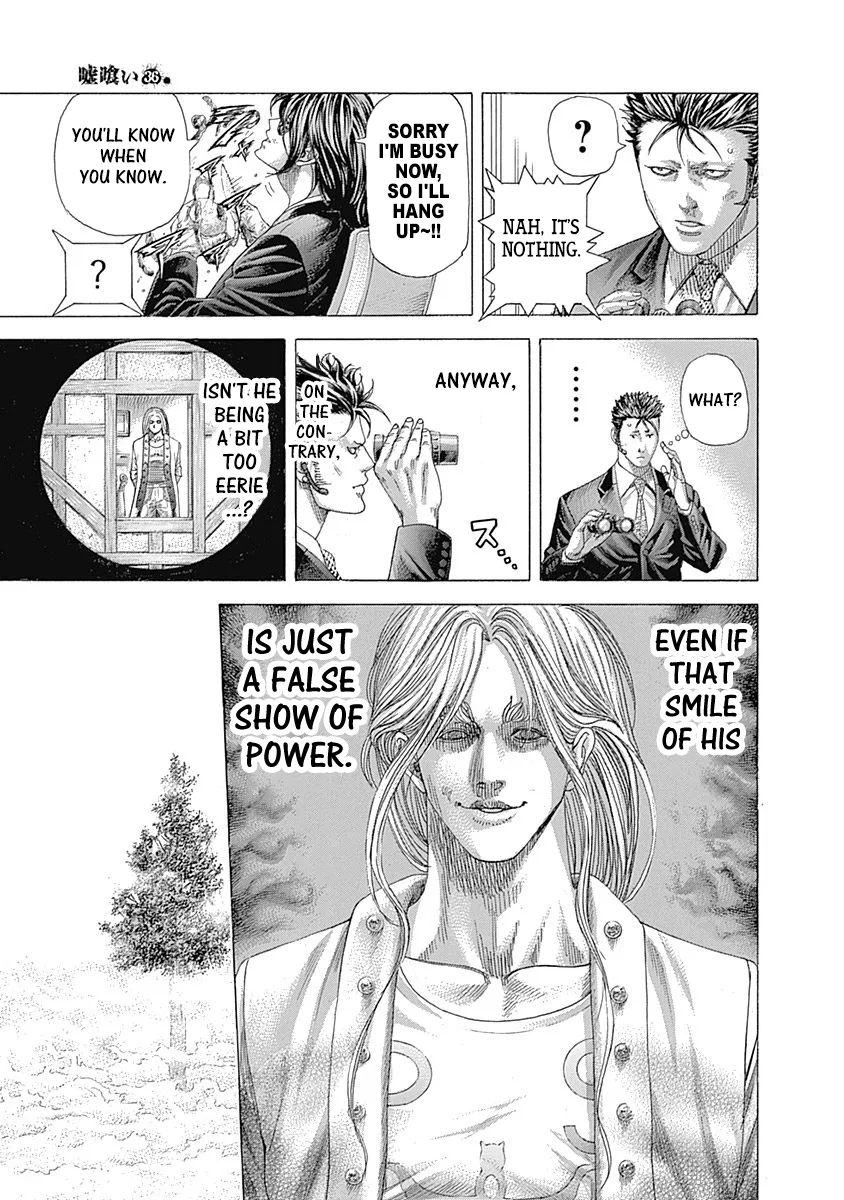 嘘喰い 36
?
NAH, IT'S
NOTHING.
SORRY
I'M BUSY
NOW,
SO I'LL
HANG
UP~!!
YOU'LL KNOW
WHEN
YOU KNOW.
?
WHAT?
......
ANYWAY,
ス...
ON
THE
CON-
TRARY,
ISN'T HE
BEING
A BIT
TOO
EERIE
...?
EVEN IF
THAT
SMILE
OF HIS
IS JUST
A FALSE
SHOW OF
POWER.